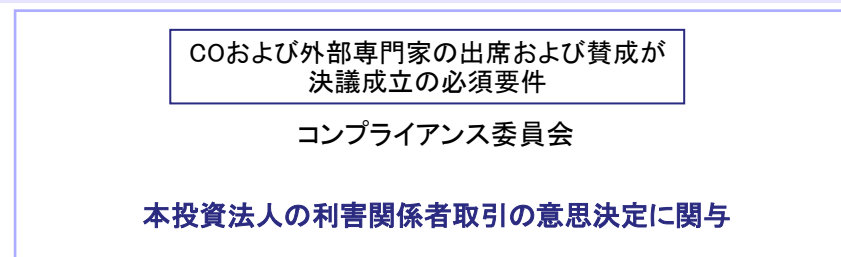 COおよび外部専門家の出席および賛成が
決議成立の必須要件
コンプライアンス委員会
本投資法人の利害関係者取引の意思決定に関与